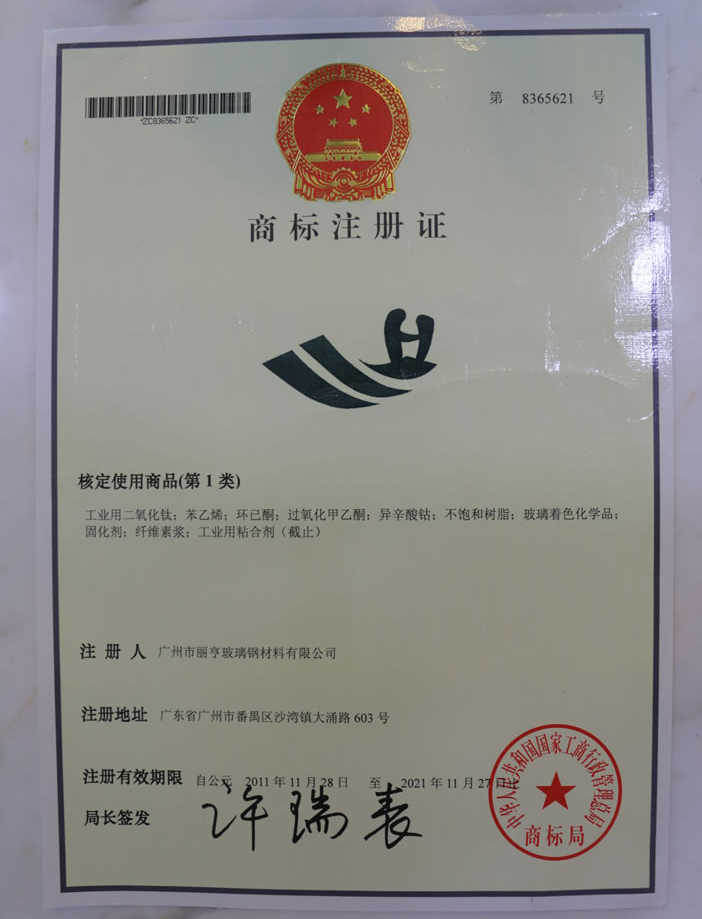 第 8365621 号
*ZC8365621 ZC*
商标注册证
核定使用商品(第 1 类)
工业用二氧化钛；苯乙烯；环已酮；过氧化甲乙酮；异辛酸钴；不饱和树脂；玻璃着色化学品；
固化剂；纤维素浆；工业用粘合剂（截止）
注 册 人 广州市丽亨玻璃钢材料有限公司
注册地址 广东省广州市番禺区沙湾镇大涌路 603 号
注册有效期限 自公元 2011 年 11 月 28 日 至 2021 年 11 月 27 日止
局长签发 许瑞表
中华人民共和国国家工商行政管理总局
商标局